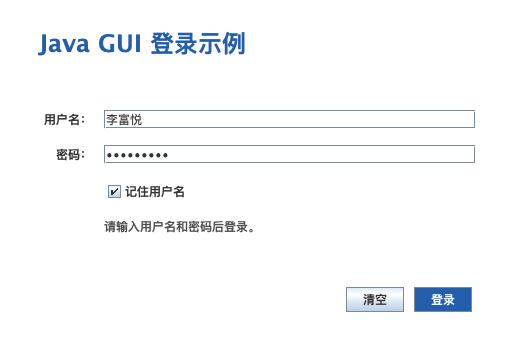 Java GUI 登录示例
用户名： 李富悦
密码： •••••••••
记住用户名
请输入用户名和密码后登录。
清空 登录